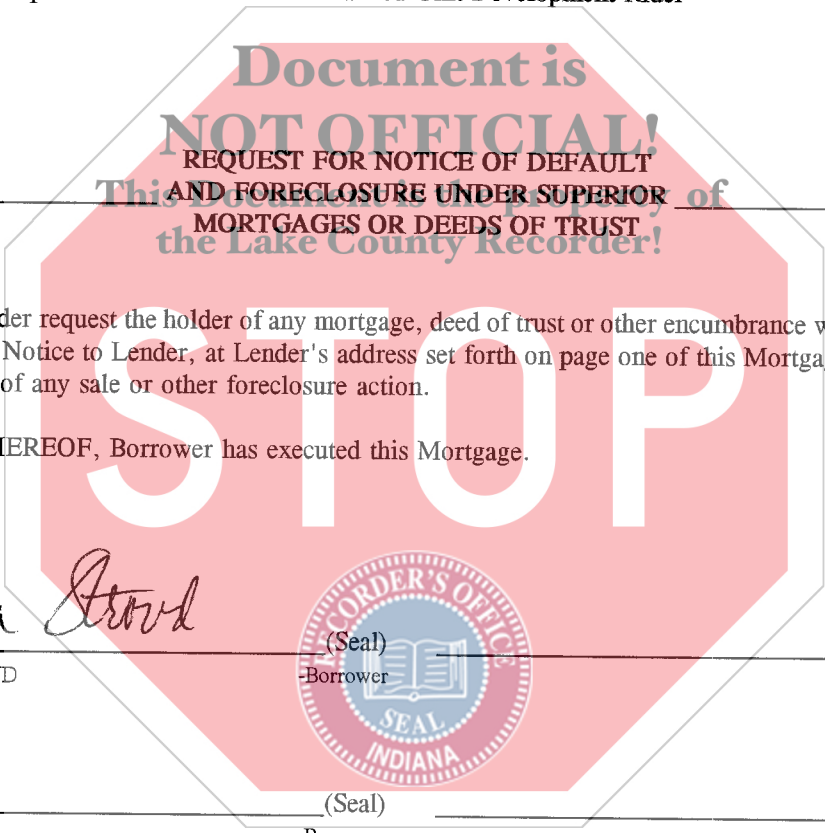 Document is
NOT OFFICIAL!
REQUEST FOR NOTICE OF DEFAULT
This Document is the property of
AND FORECLOSURE UNDER SUPERIOR
MORTGAGES OR DEEDS OF TRUST
the Lake County Recorder!
der request the holder of any mortgage, deed of trust or other encumbrance w
Notice to Lender, at Lender's address set forth on page one of this Mortga
of any sale or other foreclosure action.
STOP
EREOF, Borrower has executed this Mortgage.
Stroud
(Seal)
D
-Borrower
RECORDER'S OFFICE
SEAL
INDIANA
(Seal)